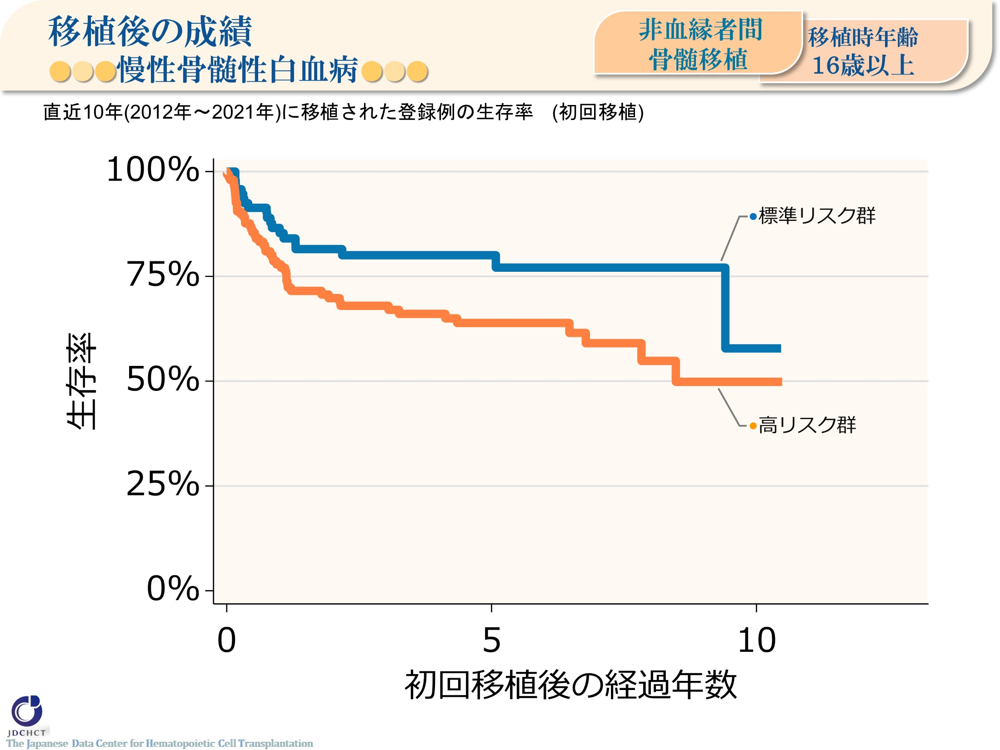 移植後の成績
慢性骨髄性白血病
非血縁者間
骨髄移植
移植時年齢
16歳以上
直近10年(2012年～2021年)に移植された登録例の生存率　(初回移植)
100%
75%
50%
25%
0%
生存率
標準リスク群
高リスク群
0
5
10
初回移植後の経過年数
JDCHCT
The Japanese Data Center for Hematopoietic Cell Transplantation